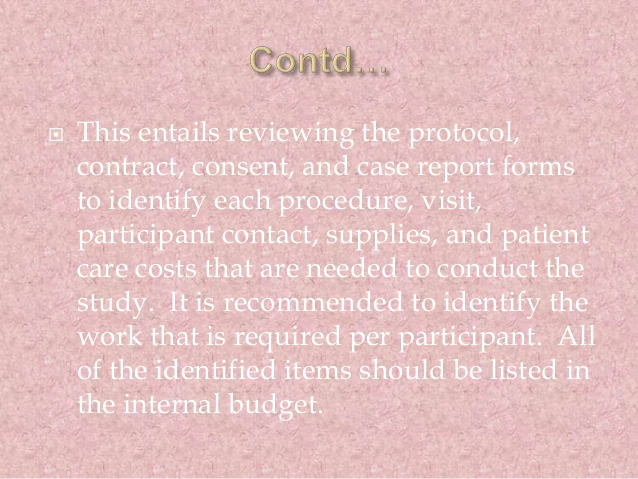 Contd...
This entails reviewing the protocol,
contract, consent, and case report forms
to identify each procedure, visit,
participant contact, supplies, and patient
care costs that are needed to conduct the
study.  It is recommended to identify the
work that is required per participant.  All
of the identified items should be listed in
the internal budget.